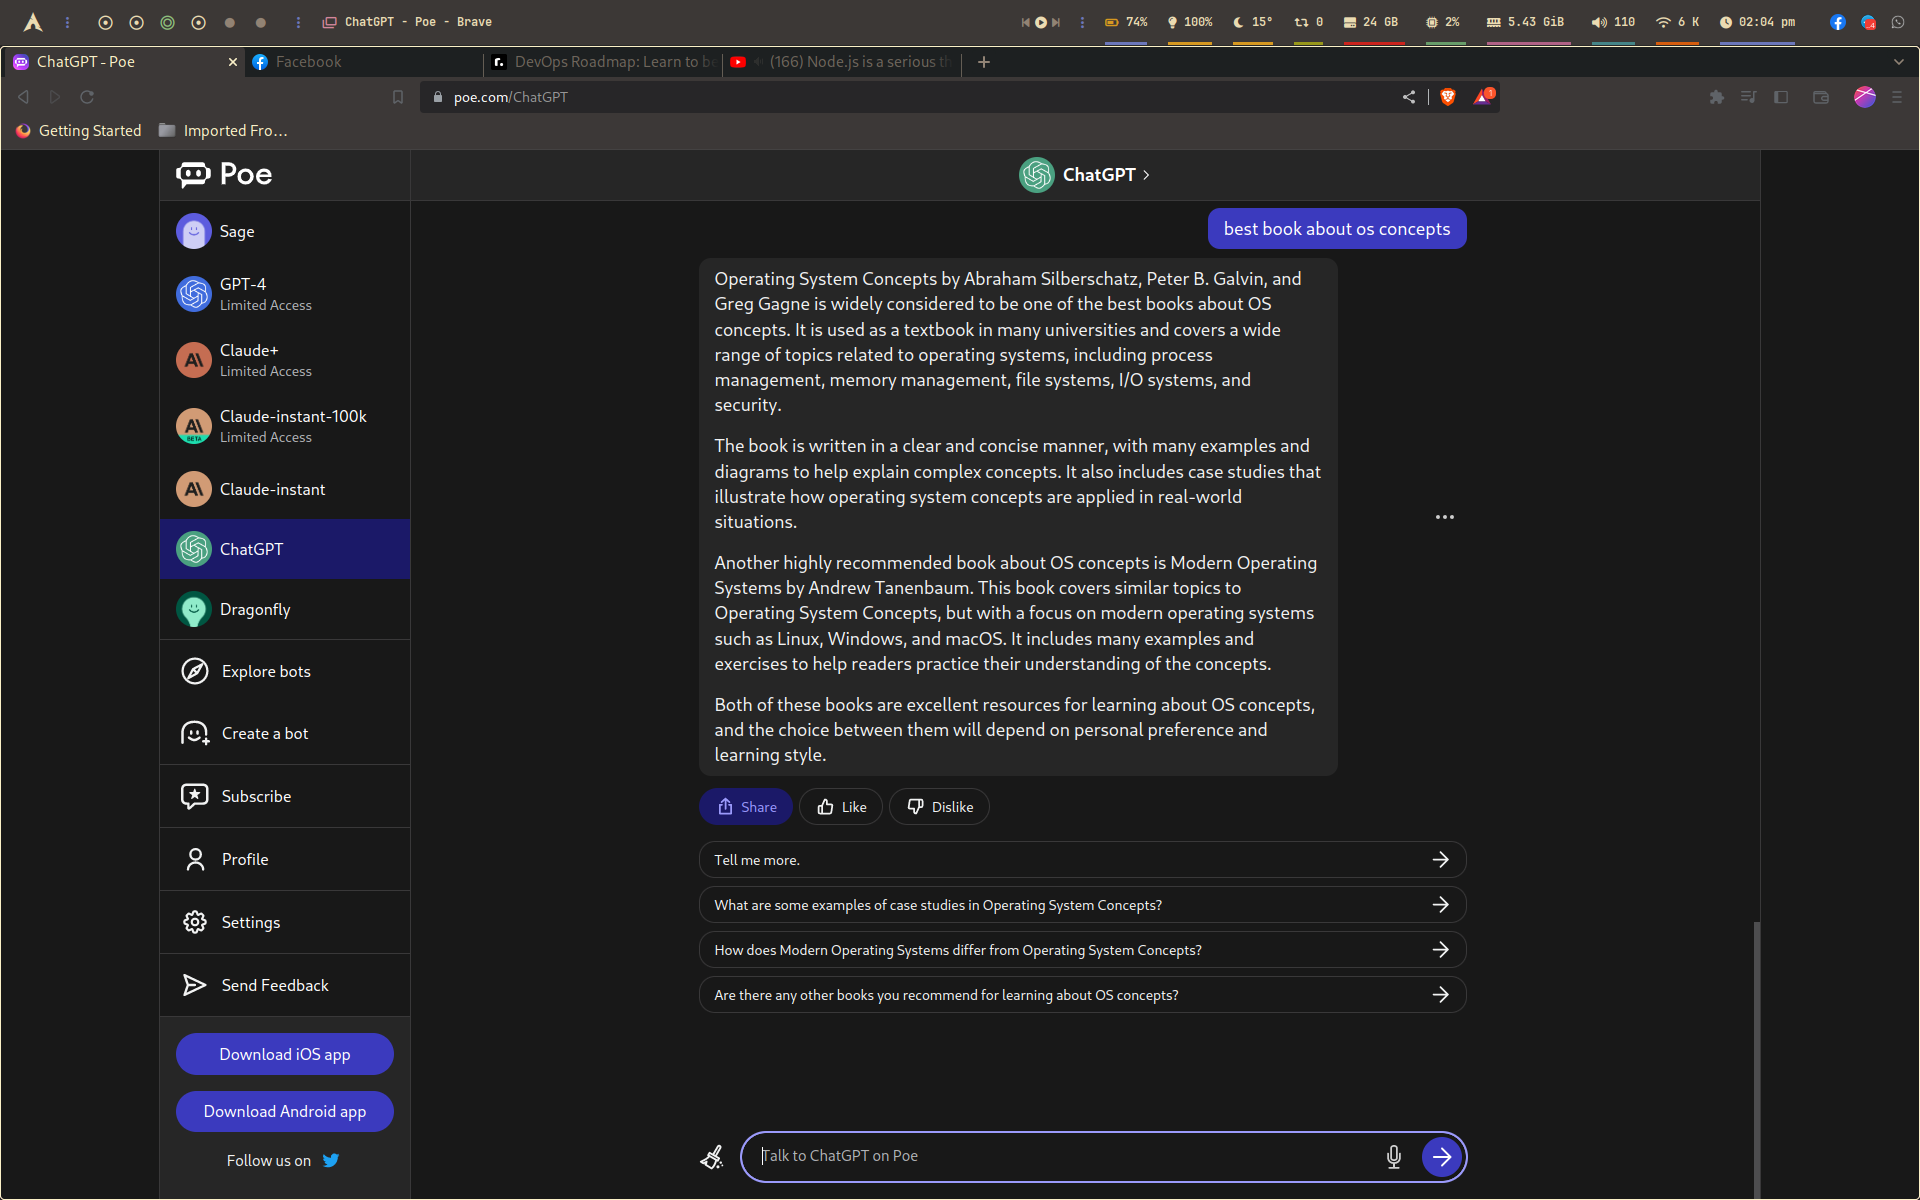 ChatGPT - Poe - Brave
74%
100%
15°
0
24 GB
2%
5.43 GiB
110
6 K
02:04 pm
ChatGPT - Poe
Facebook
DevOps Roadmap: Learn to be
(166) Node.js is a serious th
poe.com/ChatGPT
1
Getting Started
Imported Fro...
Poe
ChatGPT
Sage
GPT-4
Limited Access
Claude+
Limited Access
Claude-instant-100k
Limited Access
BETA
Claude-instant
ChatGPT
Dragonfly
Explore bots
Create a bot
Subscribe
Profile
Settings
Send Feedback
Download iOS app
Download Android app
Follow us on
best book about os concepts
Operating System Concepts by Abraham Silberschatz, Peter B. Galvin, and
Greg Gagne is widely considered to be one of the best books about OS
concepts. It is used as a textbook in many universities and covers a wide
range of topics related to operating systems, including process
management, memory management, file systems, I/O systems, and
security.
The book is written in a clear and concise manner, with many examples and
diagrams to help explain complex concepts. It also includes case studies that
illustrate how operating system concepts are applied in real-world
situations.
Another highly recommended book about OS concepts is Modern Operating
Systems by Andrew Tanenbaum. This book covers similar topics to
Operating System Concepts, but with a focus on modern operating systems
such as Linux, Windows, and macOS. It includes many examples and
exercises to help readers practice their understanding of the concepts.
Both of these books are excellent resources for learning about OS concepts,
and the choice between them will depend on personal preference and
learning style.
Share
Like
Dislike
Tell me more.
What are some examples of case studies in Operating System Concepts?
How does Modern Operating Systems differ from Operating System Concepts?
Are there any other books you recommend for learning about OS concepts?
Talk to ChatGPT on Poe